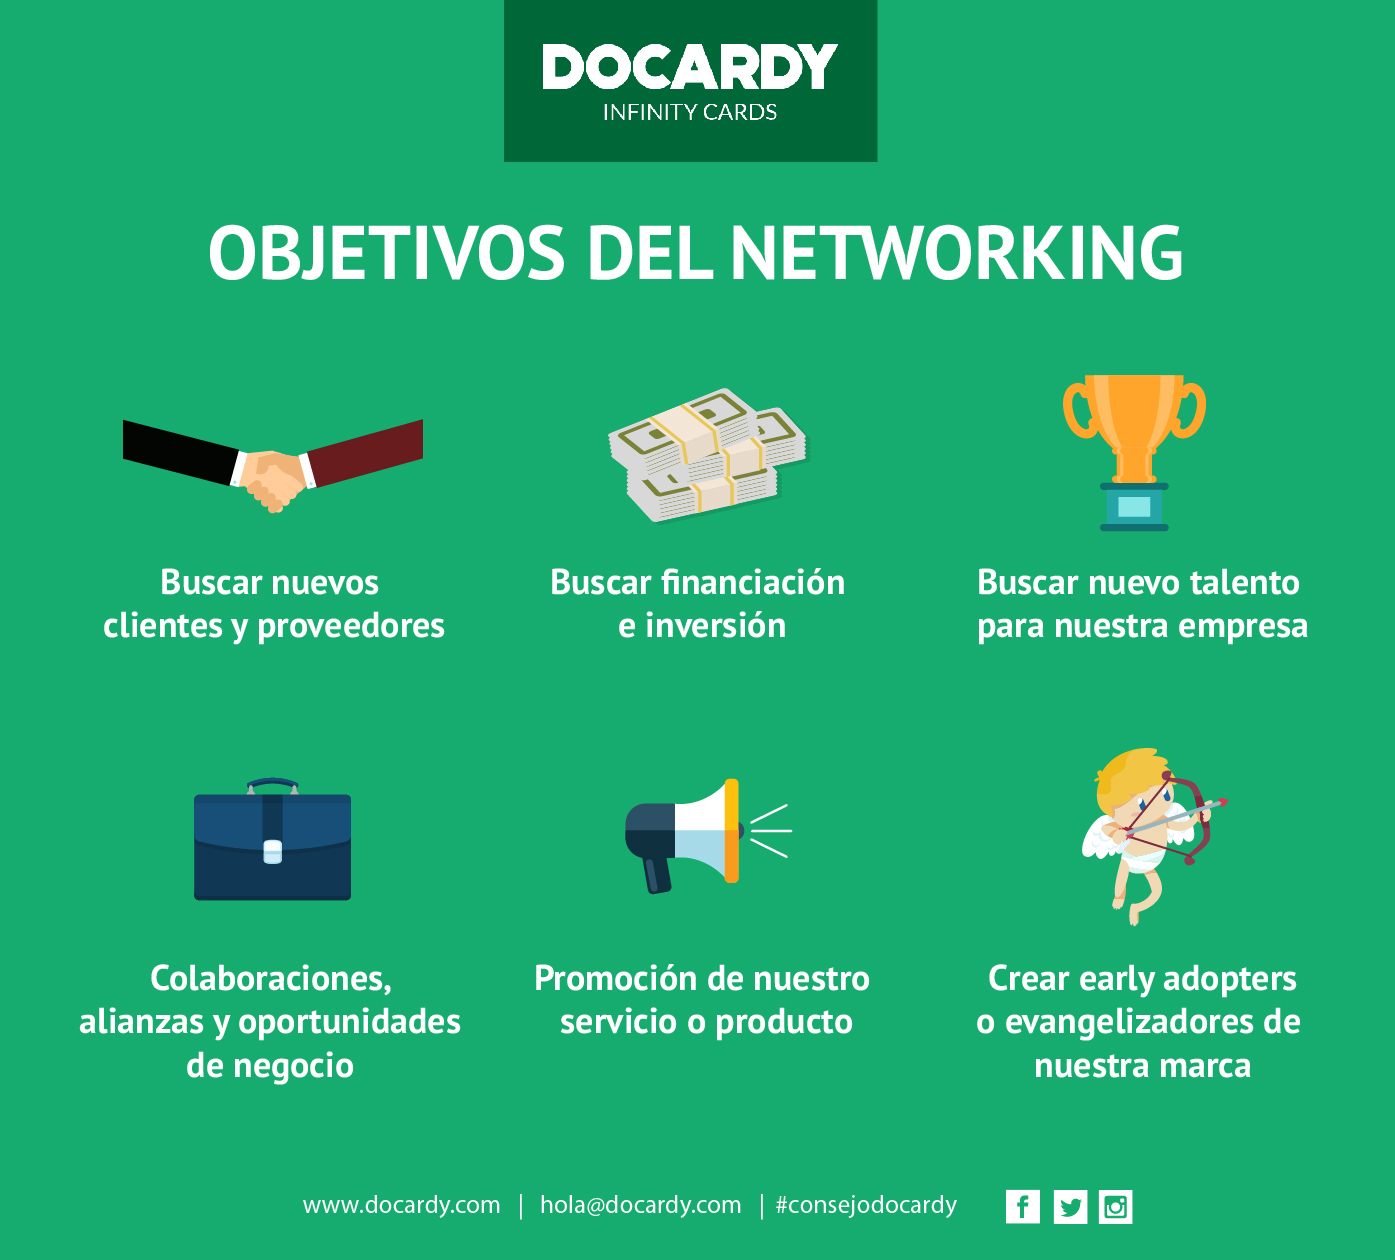 DOCARDY
INFINITY CARDS
OBJETIVOS DEL NETWORKING
Buscar nuevos
clientes y proveedores
Buscar financiación
e inversión
Buscar nuevo talento
para nuestra empresa
Colaboraciones,
alianzas y oportunidades
de negocio
Promoción de nuestro
servicio o producto
Crear early adopters
o evangelizadores de
nuestra marca
www.docardy.com | hola@docardy.com | #consejodocardy